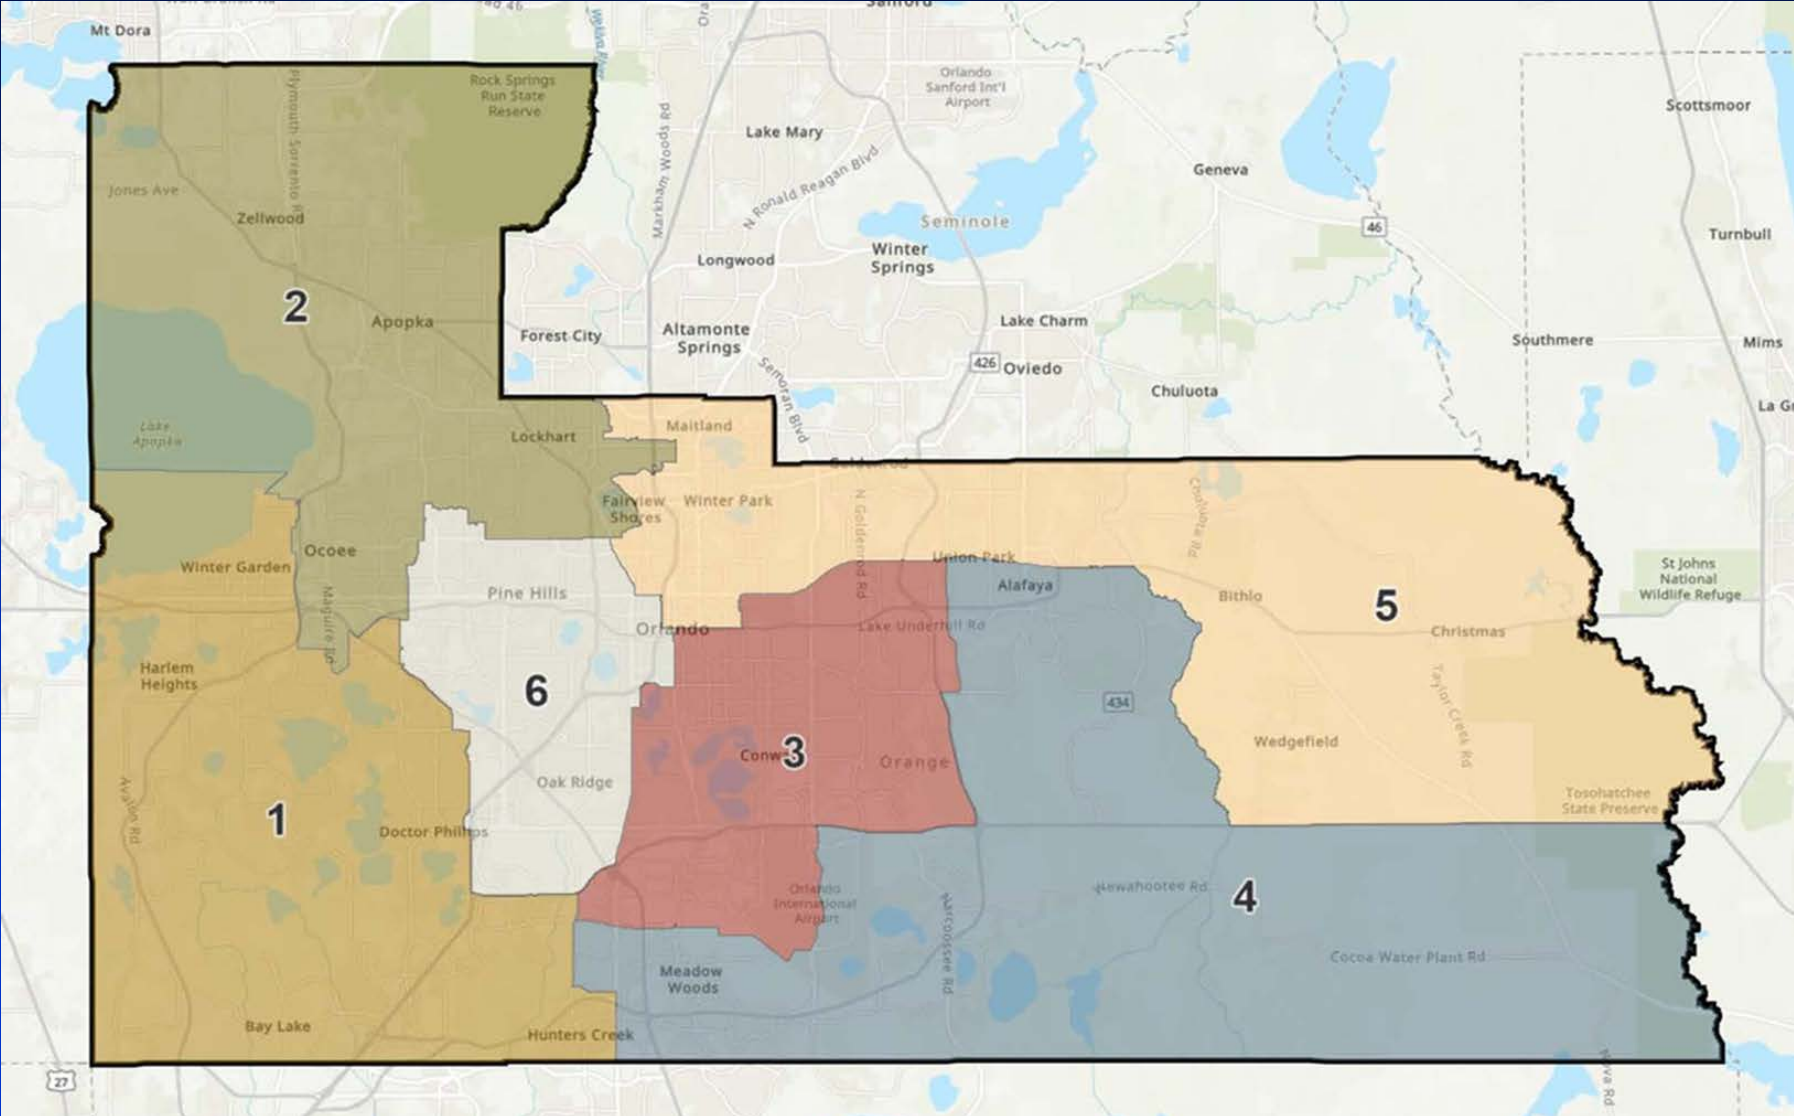 Mt Dora
Sanford
Rock Springs
Run State
Reserve
Plymouth Sorrento R
Wekiva River
Markham Woods Rd
Orlando
Sanford Int'l
Airport
Scottsmoor
Lake Mary
N Ronald Reagan Blvd
Geneva
Jones Ave
Zellwood
Seminole
46
Turnbull
Longwood
Winter
Springs
2
Apopka
Forest City
Altamonte
Springs
Lake Charm
426
Oviedo
Southmere
Mims
Semoran Blvd
Chuluota
La Gr
Lake
Apopka
Lockhart
Maitland
Goldenrod
Fairview
Shores
Winter Park
N Goldenrod Rd
Chuluota Rd
Ocoee
Winter Garden
Union Park
Alafaya
St Johns
National
Wildlife Refuge
Pine Hills
Maguire Rd
Bithlo
5
Orlando
Lake Underhill Rd
Christmas
Harlem
Heights
6
434
Taylor Creek Rd
3
Conw
Orange
Wedgefield
Oak Ridge
Avalon Rd
1
Doctor Phillips
Tosohatchee
State Preserve
Orlando
International
Airport
Narcoossee Rd
Wewahootee Rd
4
Cocoa Water Plant Rd
Meadow
Woods
Bay Lake
Hunters Creek
27
Nova Rd